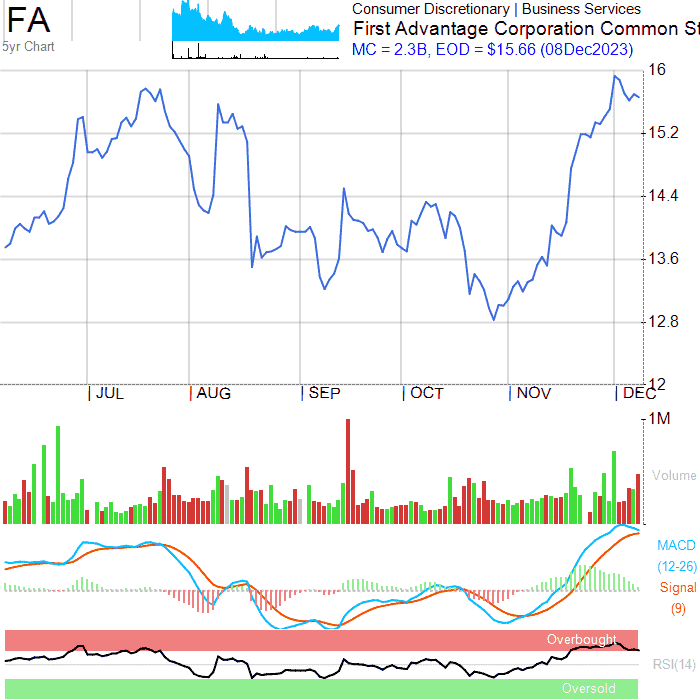 FA
5yr Chart
Consumer Discretionary | Business Services
First Advantage Corporation Common St
MC = 2.3B, EOD = $15.66 (08Dec2023)
16
15.2
14.4
13.6
12.8
12
JUL AUG SEP OCT NOV DEC
1M
Volume
MACD
(12-26)
Signal
(9)
Overbought
RSI(14)
Oversold